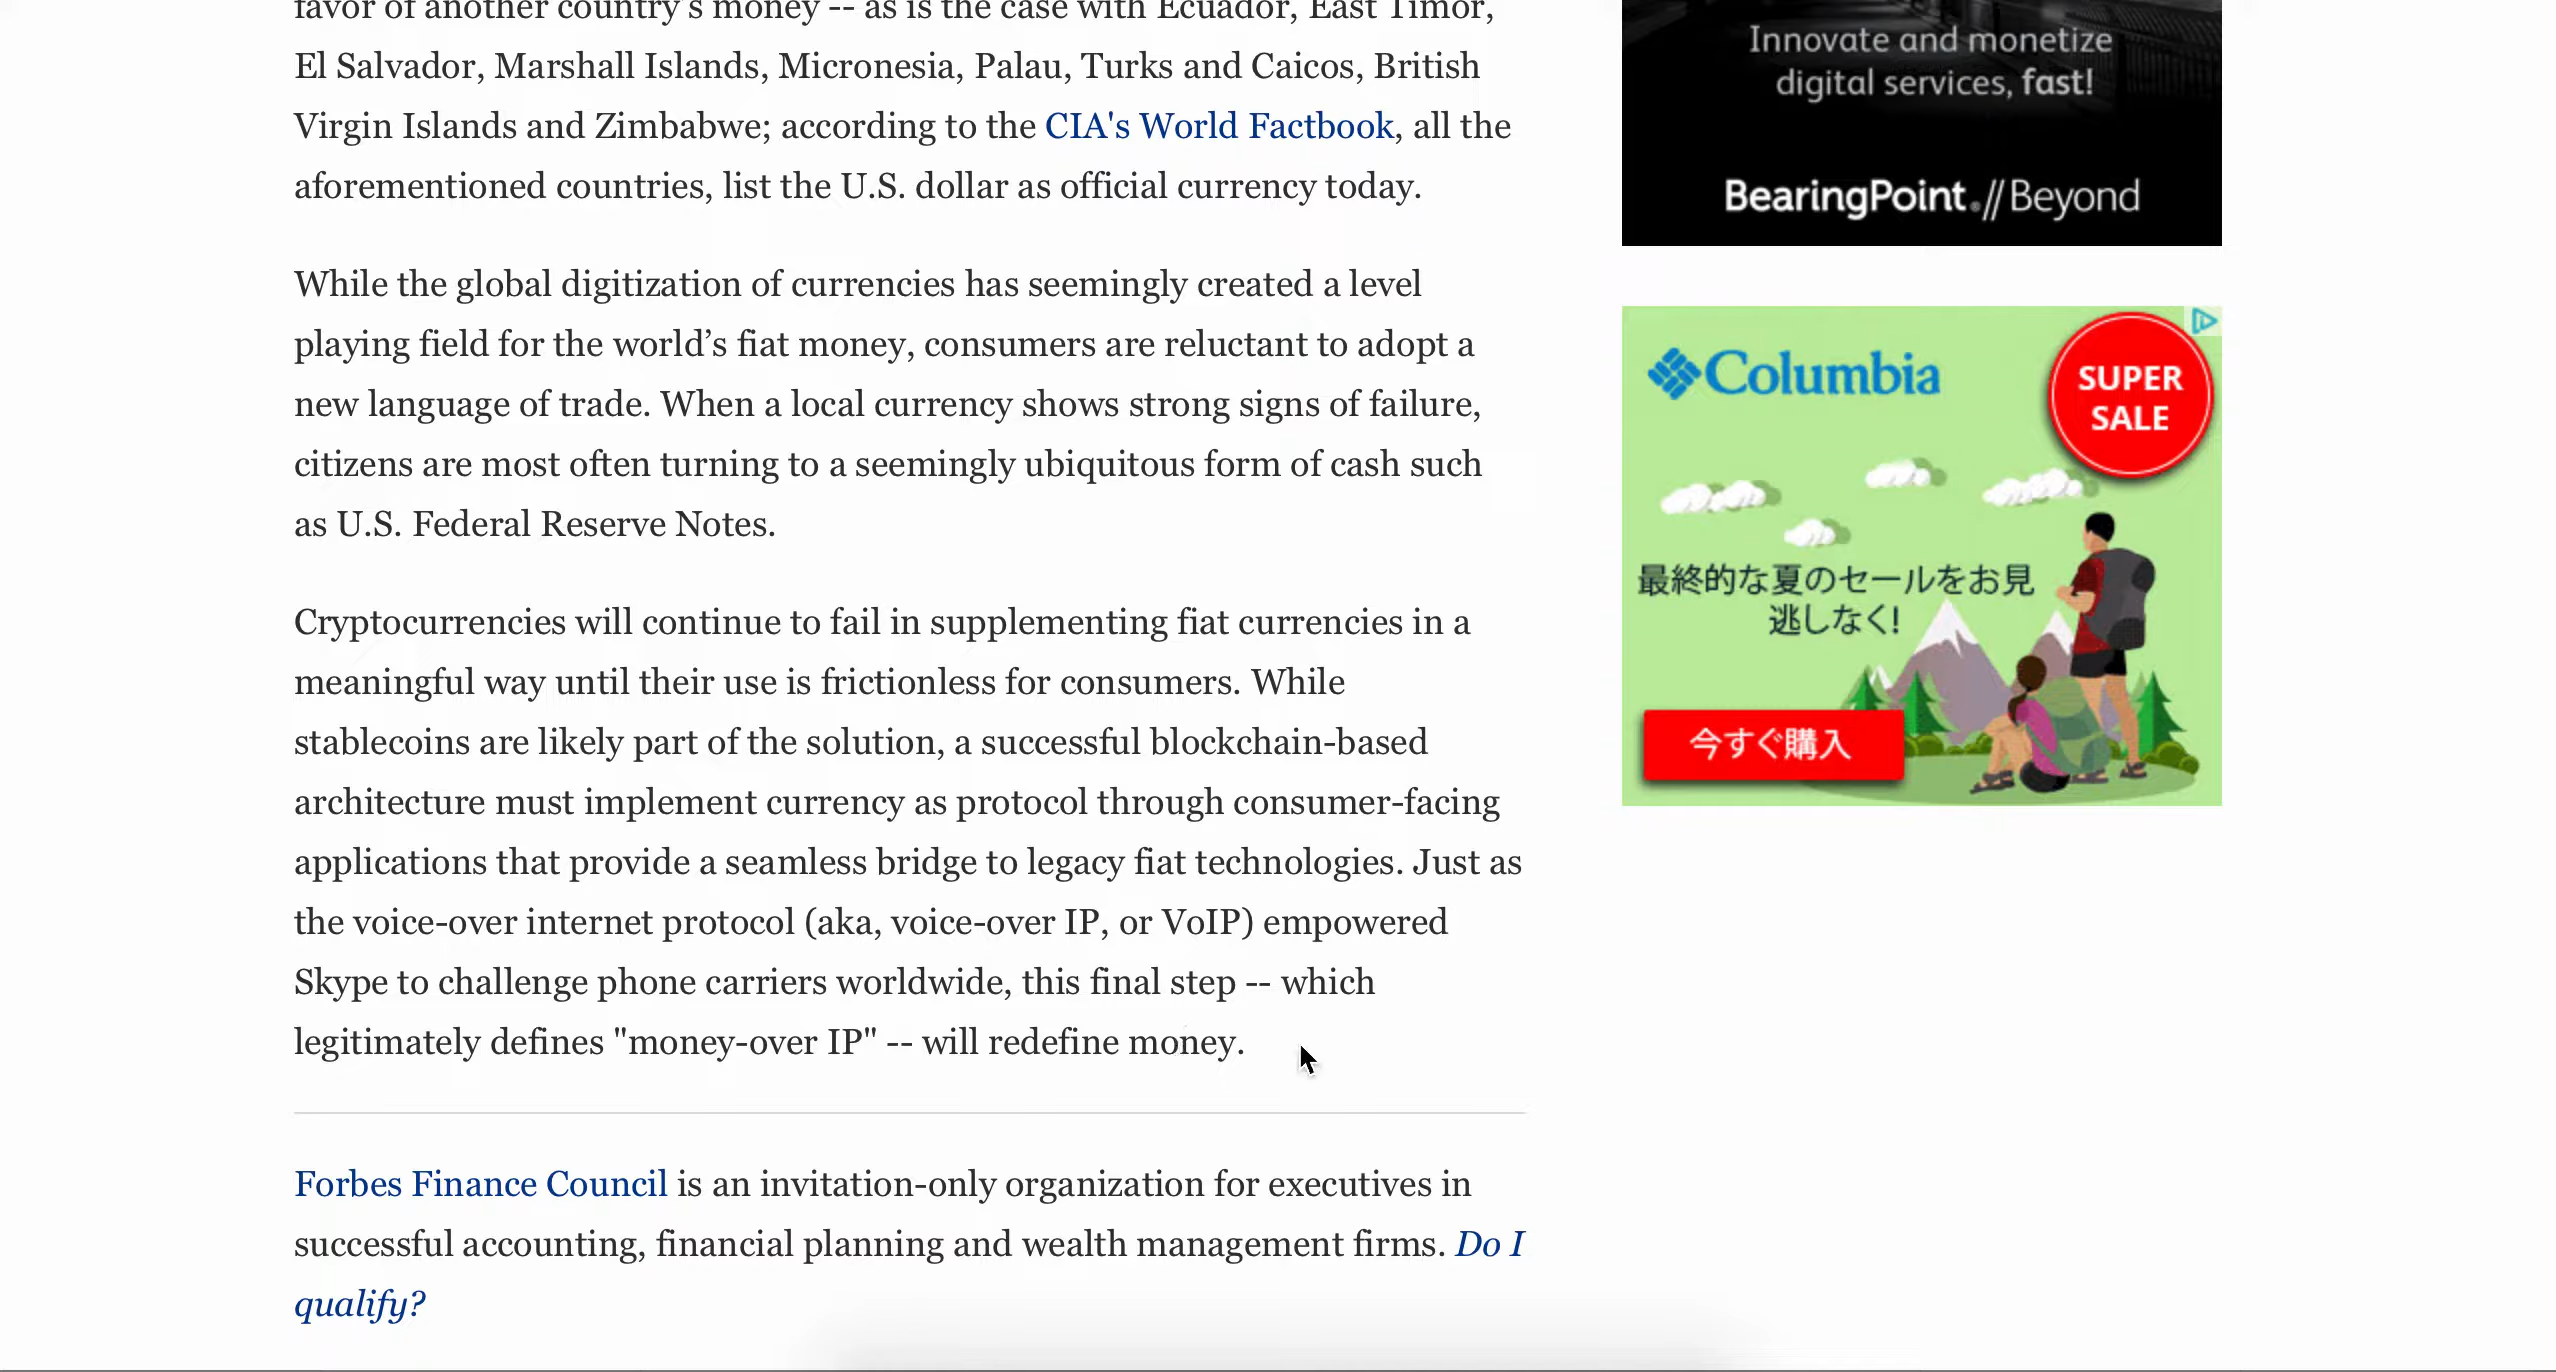 favor of another country's money -- as is the case with Ecuador, East Timor,
El Salvador, Marshall Islands, Micronesia, Palau, Turks and Caicos, British
Virgin Islands and Zimbabwe; according to the CIA's World Factbook, all the
aforementioned countries, list the U.S. dollar as official currency today.
While the global digitization of currencies has seemingly created a level
playing field for the world’s fiat money, consumers are reluctant to adopt a
new language of trade. When a local currency shows strong signs of failure,
citizens are most often turning to a seemingly ubiquitous form of cash such
as U.S. Federal Reserve Notes.
Cryptocurrencies will continue to fail in supplementing fiat currencies in a
meaningful way until their use is frictionless for consumers. While
stablecoins are likely part of the solution, a successful blockchain-based
architecture must implement currency as protocol through consumer-facing
applications that provide a seamless bridge to legacy fiat technologies. Just as
the voice-over internet protocol (aka, voice-over IP, or VoIP) empowered
Skype to challenge phone carriers worldwide, this final step -- which
legitimately defines "money-over IP" -- will redefine money.
Forbes Finance Council is an invitation-only organization for executives in
successful accounting, financial planning and wealth management firms. Do I
qualify?
Innovate and monetize
digital services, fast!
BearingPoint®//Beyond
Columbia
SUPER
SALE
最終的な夏のセールをお見
逃しなく!
今すぐ購入